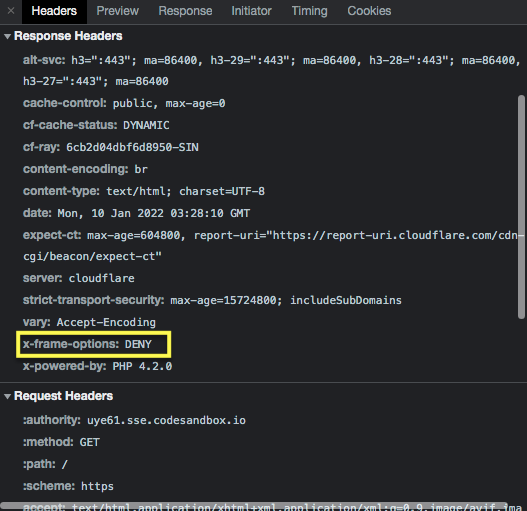 × Headers Preview Response Initiator Timing Cookies
▼ Response Headers
alt-svc: h3=":443"; ma=86400, h3-29=":443"; ma=86400, h3-28=":443"; ma=86400,
h3-27=":443"; ma=86400
cache-control: public, max-age=0
cf-cache-status: DYNAMIC
cf-ray: 6cb2d04dbf6d8950-SIN
content-encoding: br
content-type: text/html; charset=UTF-8
date: Mon, 10 Jan 2022 03:28:10 GMT
expect-ct: max-age=604800, report-uri="https://report-uri.cloudflare.com/cdn-
cgi/beacon/expect-ct"
server: cloudflare
strict-transport-security: max-age=15724800; includeSubDomains
vary: Accept-Encoding
x-frame-options: DENY
x-powered-by: PHP 4.2.0
▼ Request Headers
:authority: uye61.sse.codesandbox.io
:method: GET
:path: /
:scheme: https
accept: text/html,application/xhtml+xml,application/xml;q=0.9,image/avif,ima